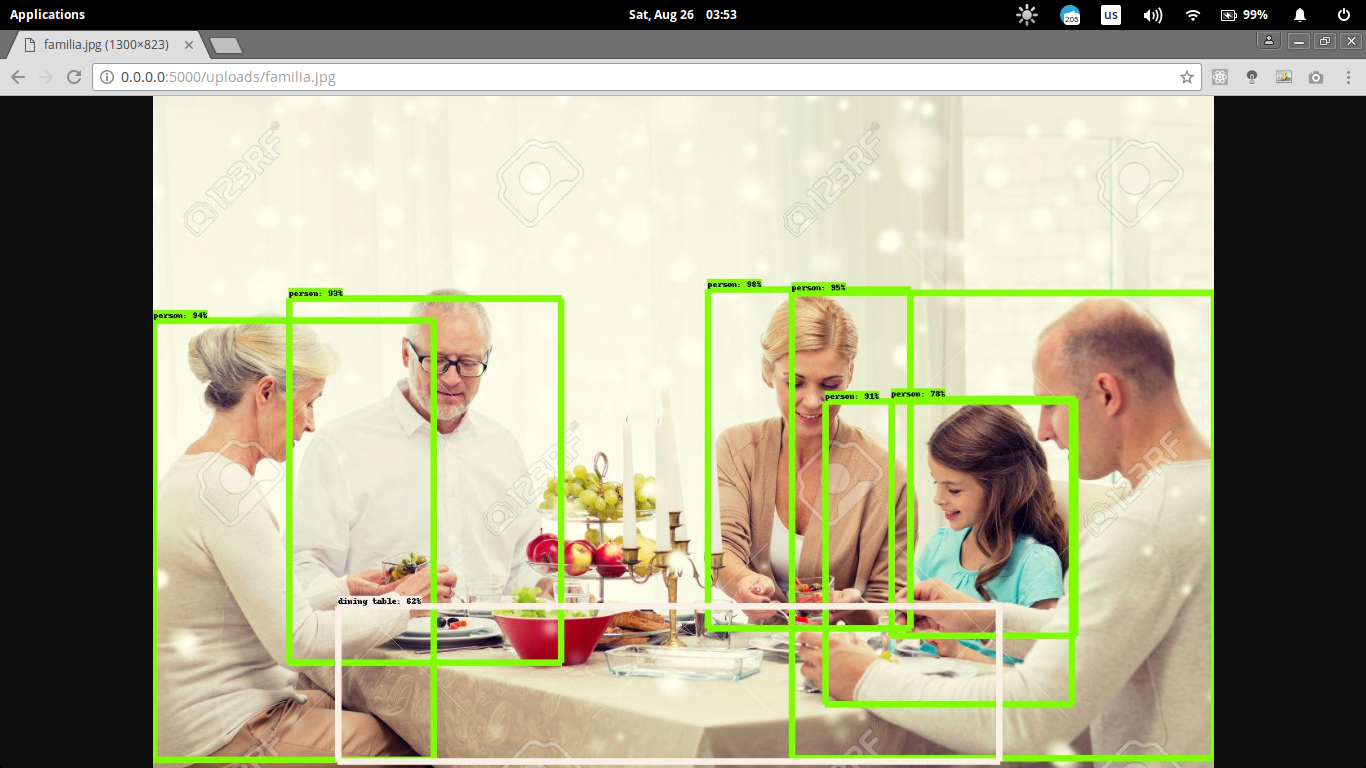 Applications
Sat, Aug 26 03:53
205
us
99%
familia.jpg (1300×823)
0.0.0.0:5000/uploads/familia.jpg
123RF
123RF
person: 98%
person: 95%
person: 93%
person: 94%
person: 91%
person: 78%
123RF
123RF
dining table: 62%